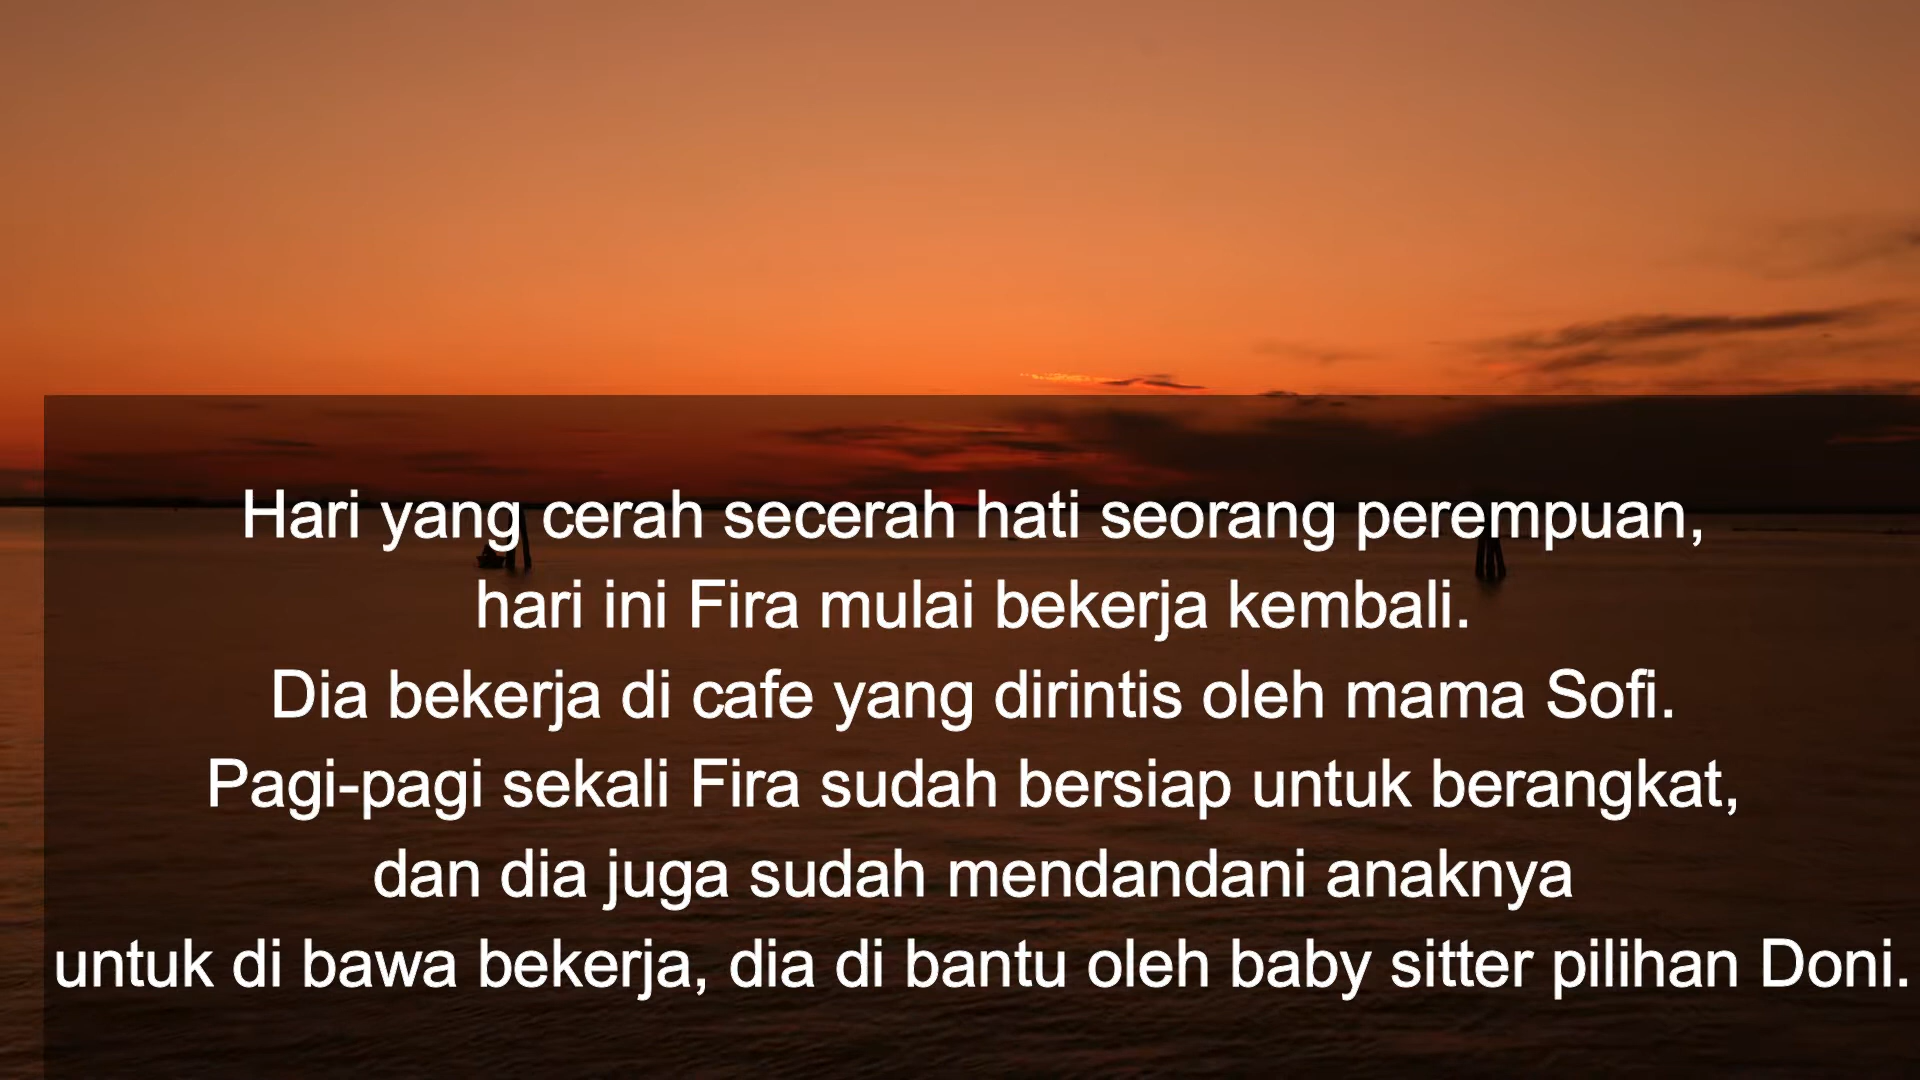 Hari yang cerah secerah hati seorang perempuan,
hari ini Fira mulai bekerja kembali.
Dia bekerja di cafe yang dirintis oleh mama Sofi.
Pagi-pagi sekali Fira sudah bersiap untuk berangkat,
dan dia juga sudah mendandani anaknya
untuk di bawa bekerja, dia di bantu oleh baby sitter pilihan Doni.